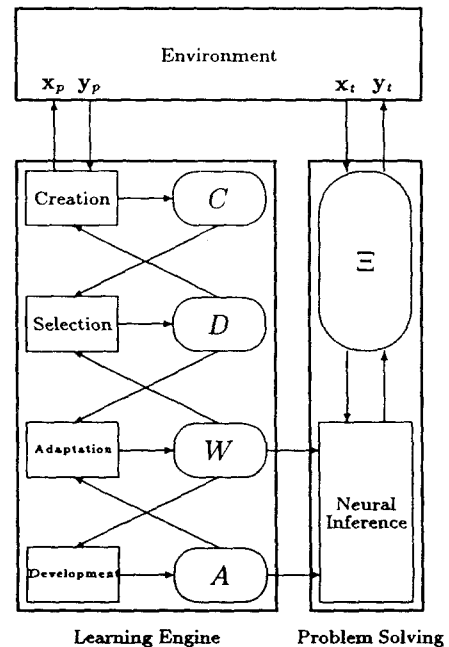 Environment
x_p y_p x_t y_t
Creation C
Ξ
Selection D
Adaptation W
Neural
Inference
Development A
Learning Engine Problem Solving